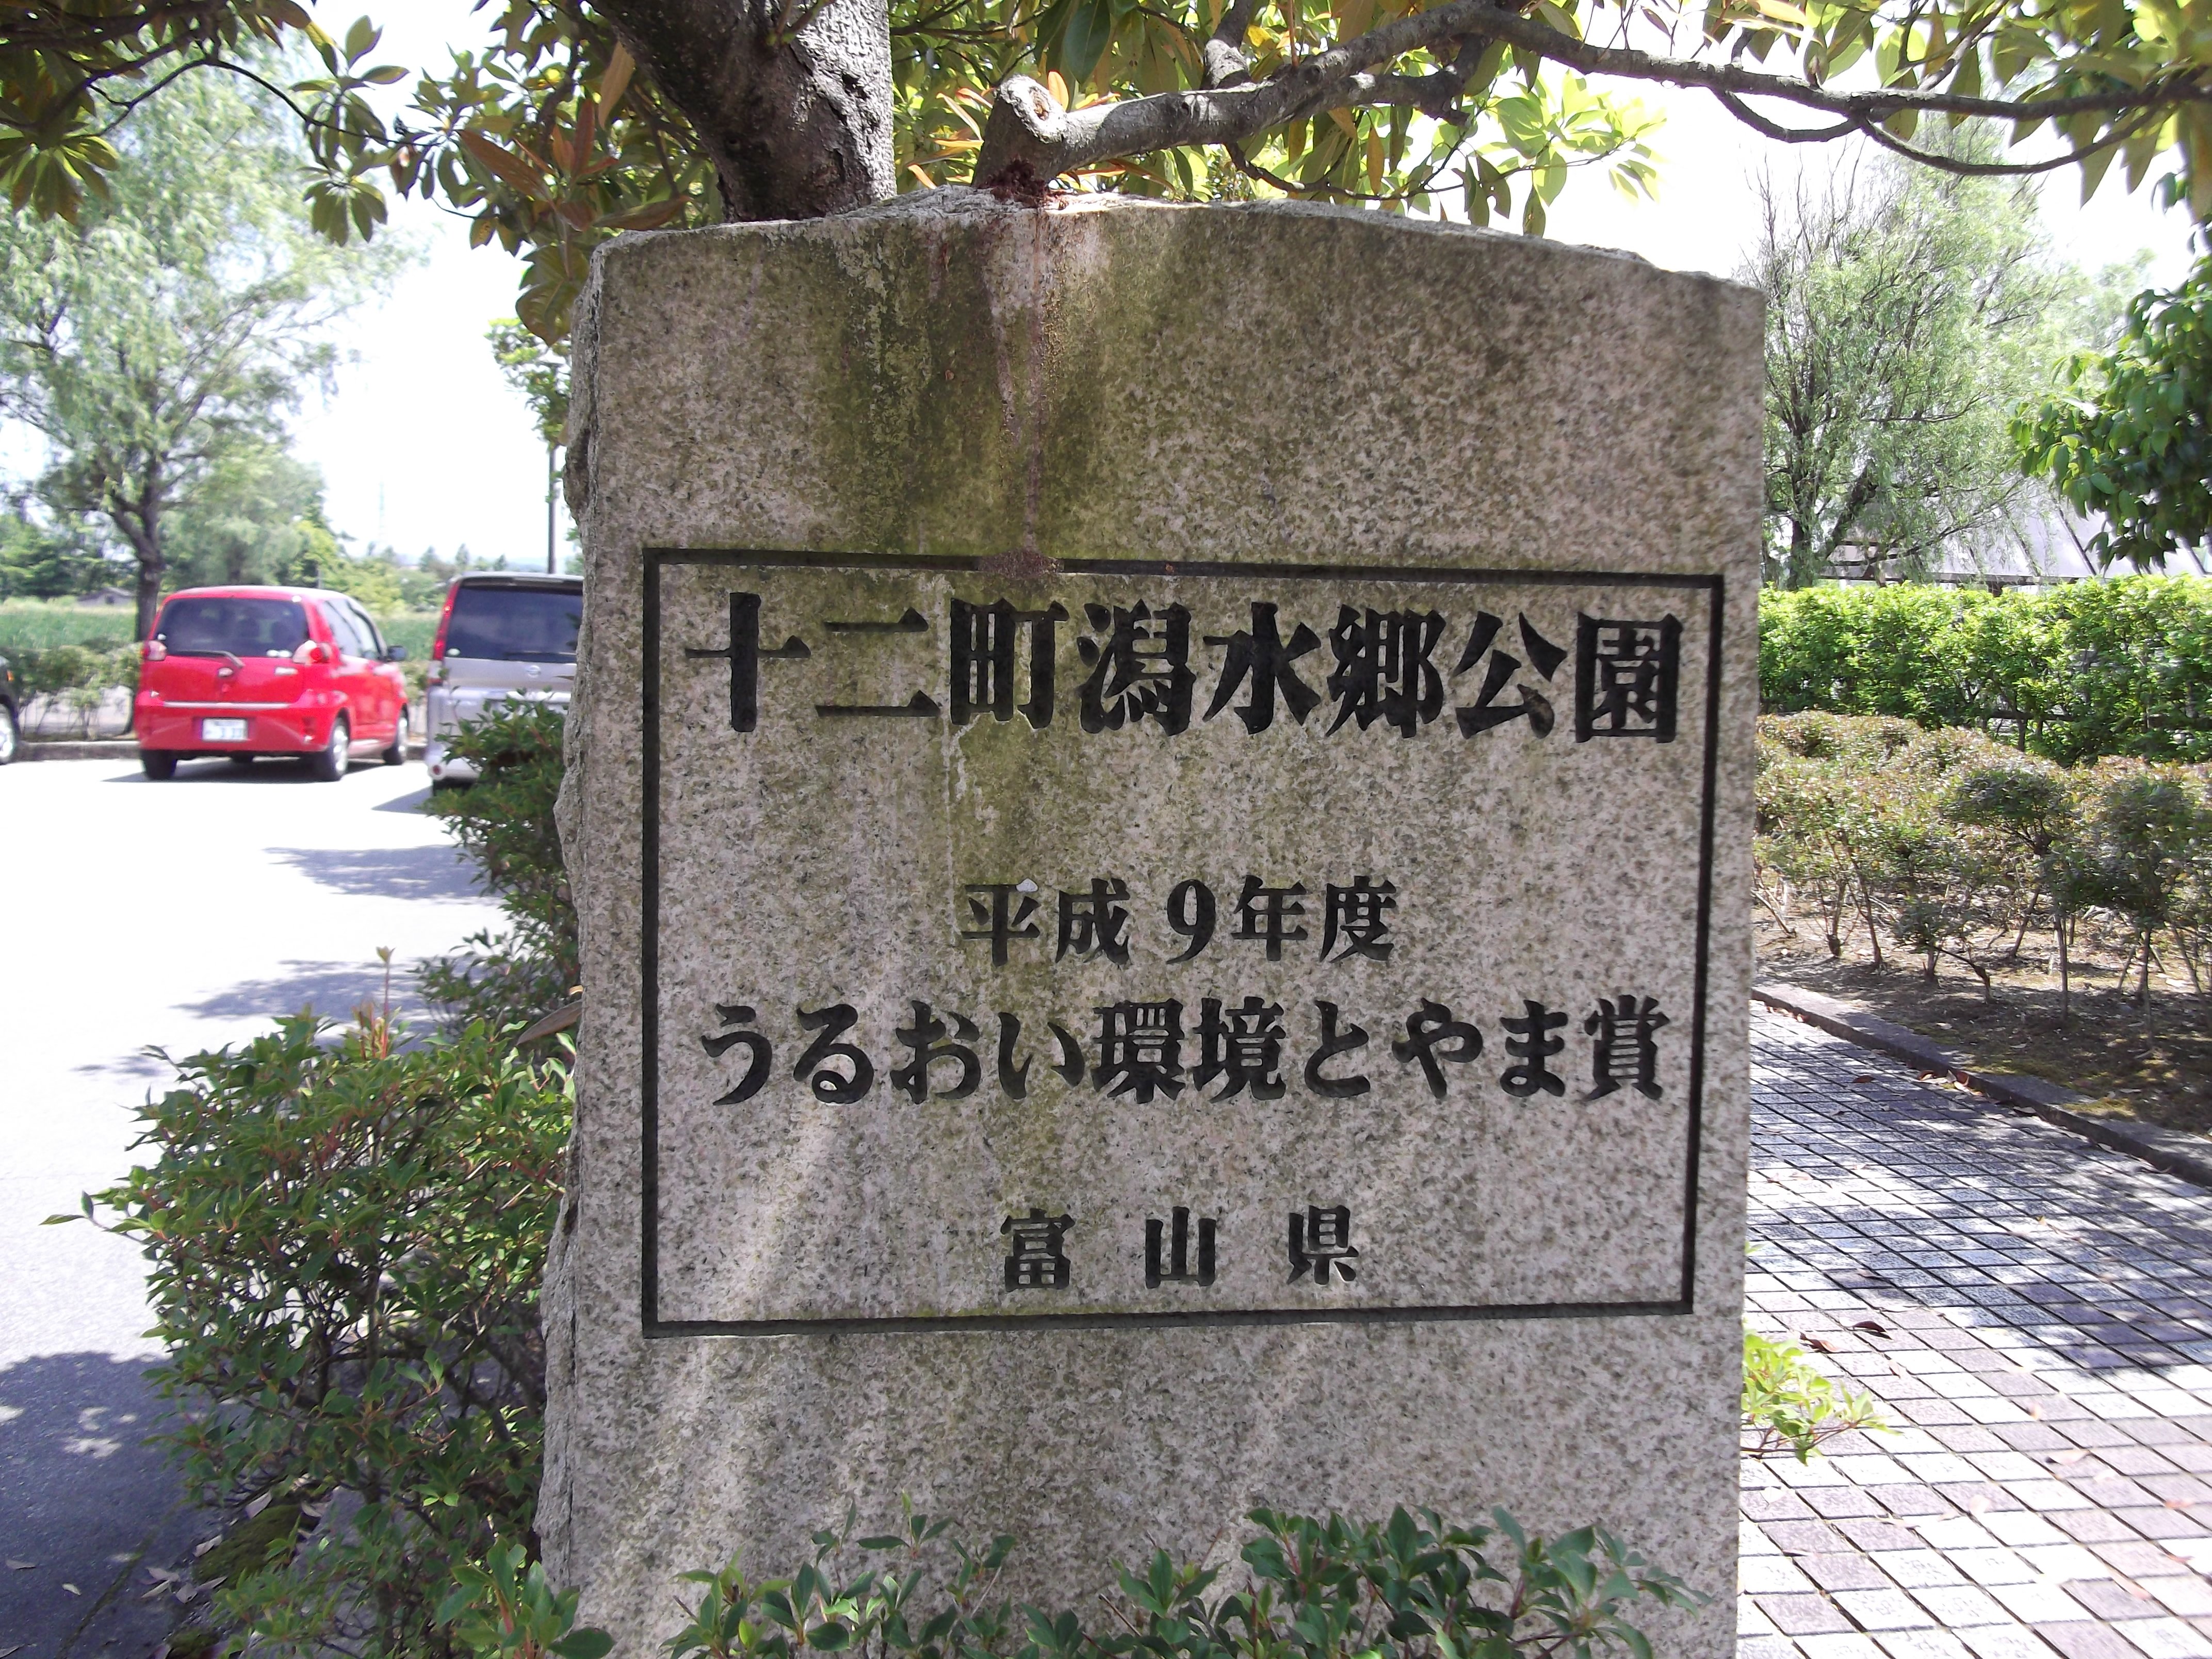 十二町潟水郷公園
平成9年度
うるおい環境とやま賞
富山県